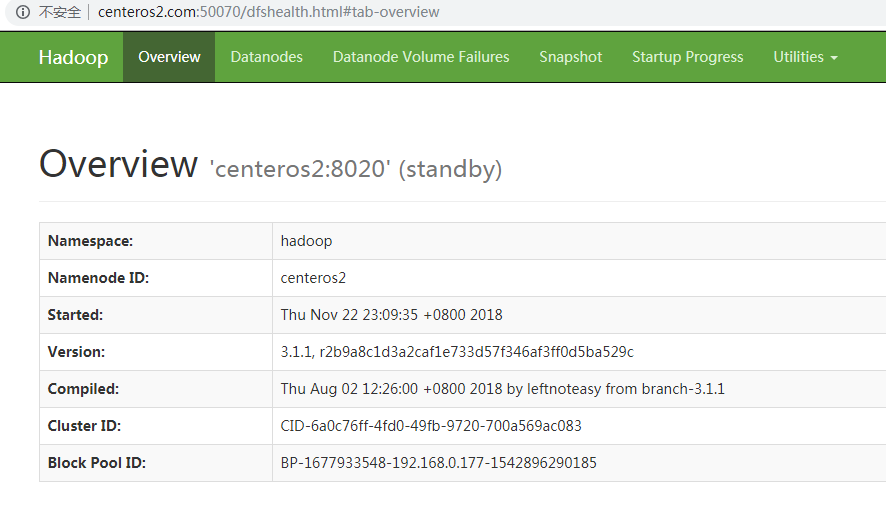 不安全 centeros2.com:50070/dfshealth.html#tab-overview
Hadoop Overview Datanodes Datanode Volume Failures Snapshot Startup Progress Utilities
Overview 'centeros2:8020' (standby)
Namespace: hadoop
Namenode ID: centeros2
Started: Thu Nov 22 23:09:35 +0800 2018
Version: 3.1.1, r2b9a8c1d3a2caf1e733d57f346af3ff0d5ba529c
Compiled: Thu Aug 02 12:26:00 +0800 2018 by leftnoteasy from branch-3.1.1
Cluster ID: CID-6a0c76ff-4fd0-49fb-9720-700a569ac083
Block Pool ID: BP-1677933548-192.168.0.177-1542896290185